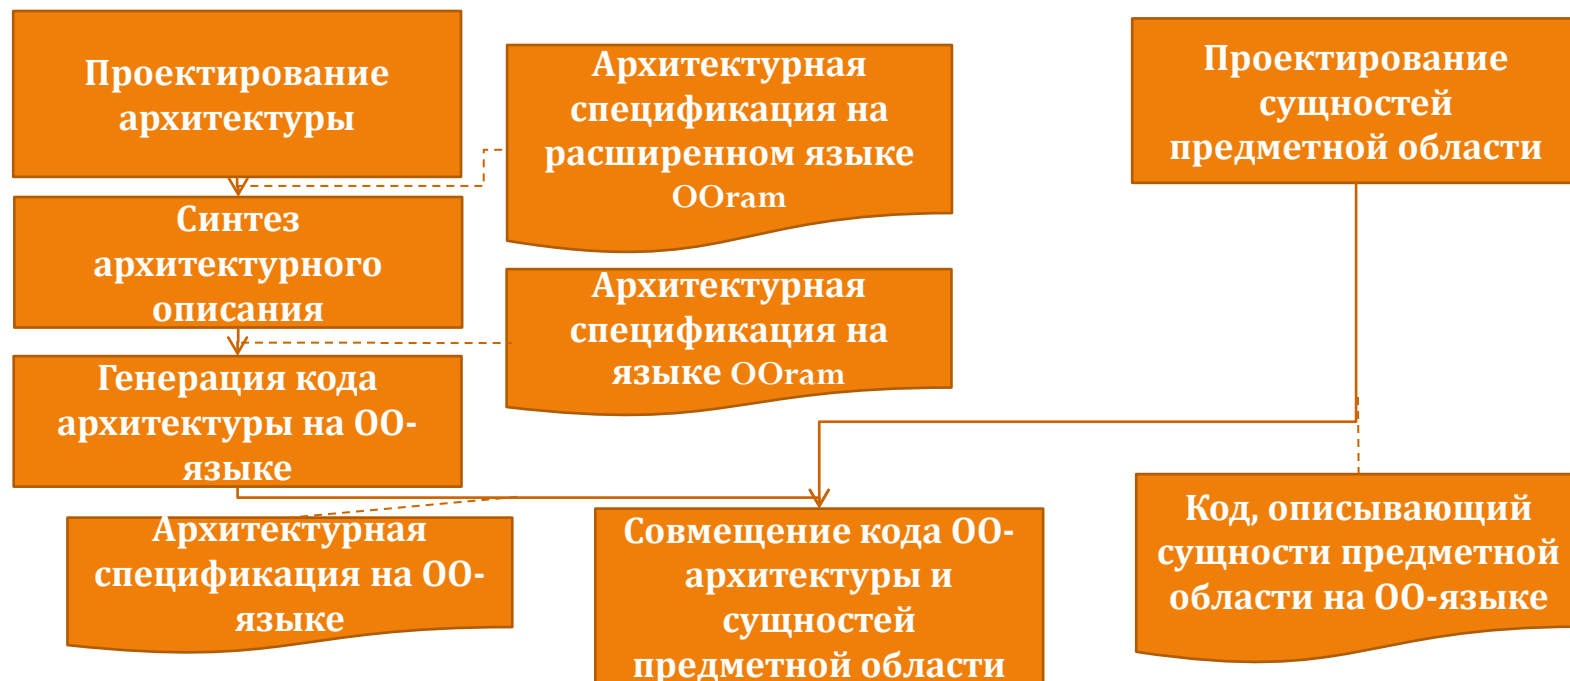 Проектирование
архитектуры
Архитектурная
спецификация на
расширенном языке
OOram
Проектирование
сущностей
предметной области
Синтез
архитектурного
описания
Архитектурная
спецификация на
языке OOram
Генерация кода
архитектуры на ОО-
языке
Архитектурная
спецификация на ОО-
языке
Совмещение кода ОО-
архитектуры и
сущностей
предметной области
Код, описывающий
сущности предметной
области на ОО-языке